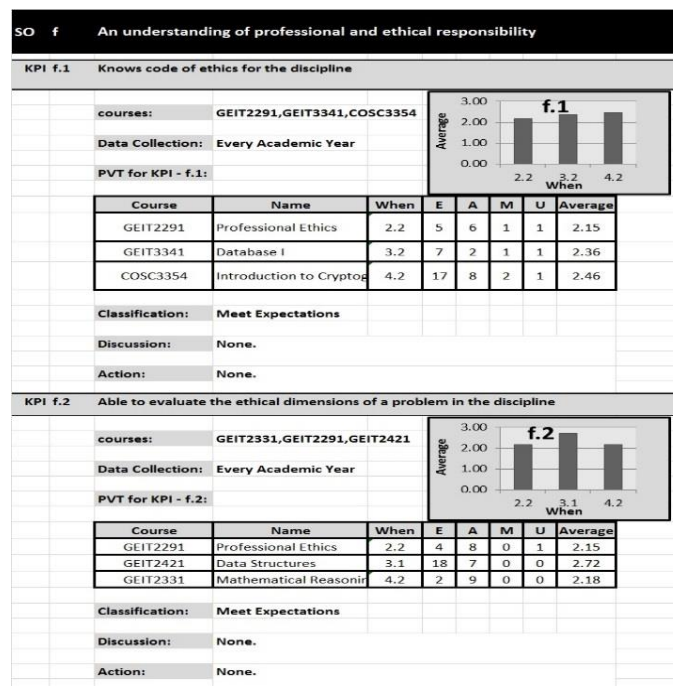 SO f An understanding of professional and ethical responsibility
KPI f.1 Knows code of ethics for the discipline
courses: GEIT2291,GEIT3341,COSC3354
Data Collection: Every Academic Year
PVT for KPI - f.1:
f.1
Average
3.00
2.00
1.00
0.00
2.2 3.2 4.2
When
Course Name When E A M U Average
GEIT2291 Professional Ethics 2.2 5 6 1 1 2.15
GEIT3341 Database I 3.2 7 2 1 1 2.36
COSC3354 Introduction to Cryptog 4.2 17 8 2 1 2.46
Classification: Meet Expectations
Discussion: None.
Action: None.
KPI f.2 Able to evaluate the ethical dimensions of a problem in the discipline
courses: GEIT2331,GEIT2291,GEIT2421
Data Collection: Every Academic Year
PVT for KPI - f.2:
f.2
Average
3.00
2.00
1.00
0.00
2.2 3.1 4.2
When
Course Name When E A M U Average
GEIT2291 Professional Ethics 2.2 4 8 0 1 2.15
GEIT2421 Data Structures 3.1 18 7 0 0 2.72
GEIT2331 Mathematical Reasonin 4.2 2 9 0 0 2.18
Classification: Meet Expectations
Discussion: None.
Action: None.